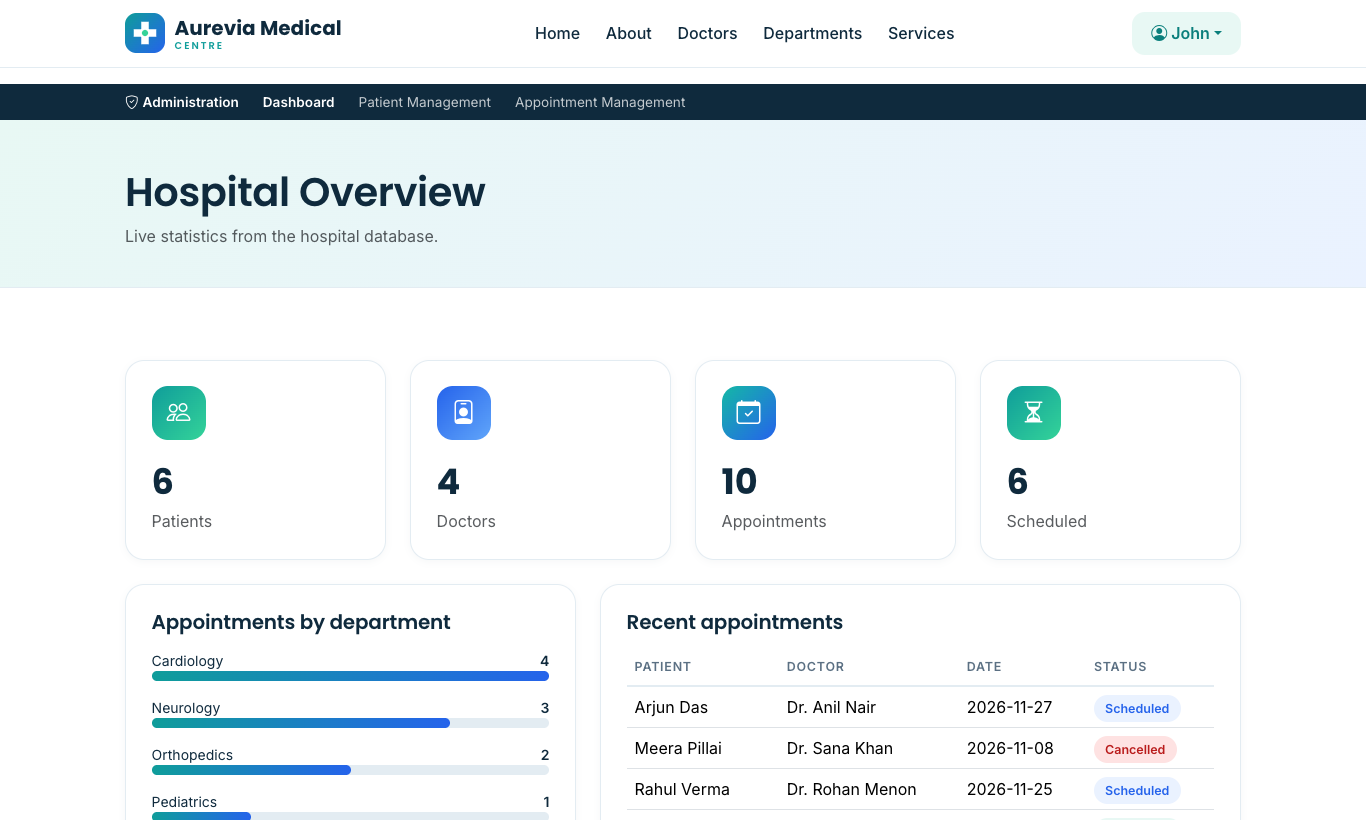 Aurevia Medical
CENTRE
Home About Doctors Departments Services
John
Administration Dashboard Patient Management Appointment Management
Hospital Overview
Live statistics from the hospital database.
6
Patients
4
Doctors
10
Appointments
6
Scheduled
Appointments by department
Cardiology 4
Neurology 3
Orthopedics 2
Pediatrics 1
Recent appointments
PATIENT DOCTOR DATE STATUS
Arjun Das Dr. Anil Nair 2026-11-27 Scheduled
Meera Pillai Dr. Sana Khan 2026-11-08 Cancelled
Rahul Verma Dr. Rohan Menon 2026-11-25 Scheduled